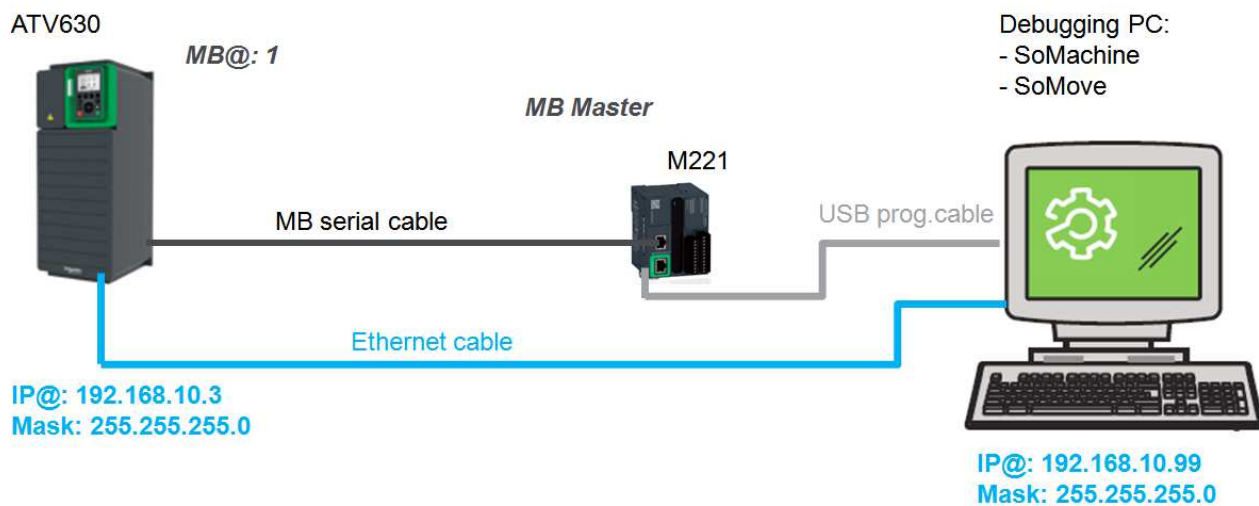 ATV630
MB@: 1
MB Master
M221
Debugging PC:
- SoMachine
- SoMove
MB serial cable
USB prog.cable
Ethernet cable
IP@: 192.168.10.3
Mask: 255.255.255.0
IP@: 192.168.10.99
Mask: 255.255.255.0